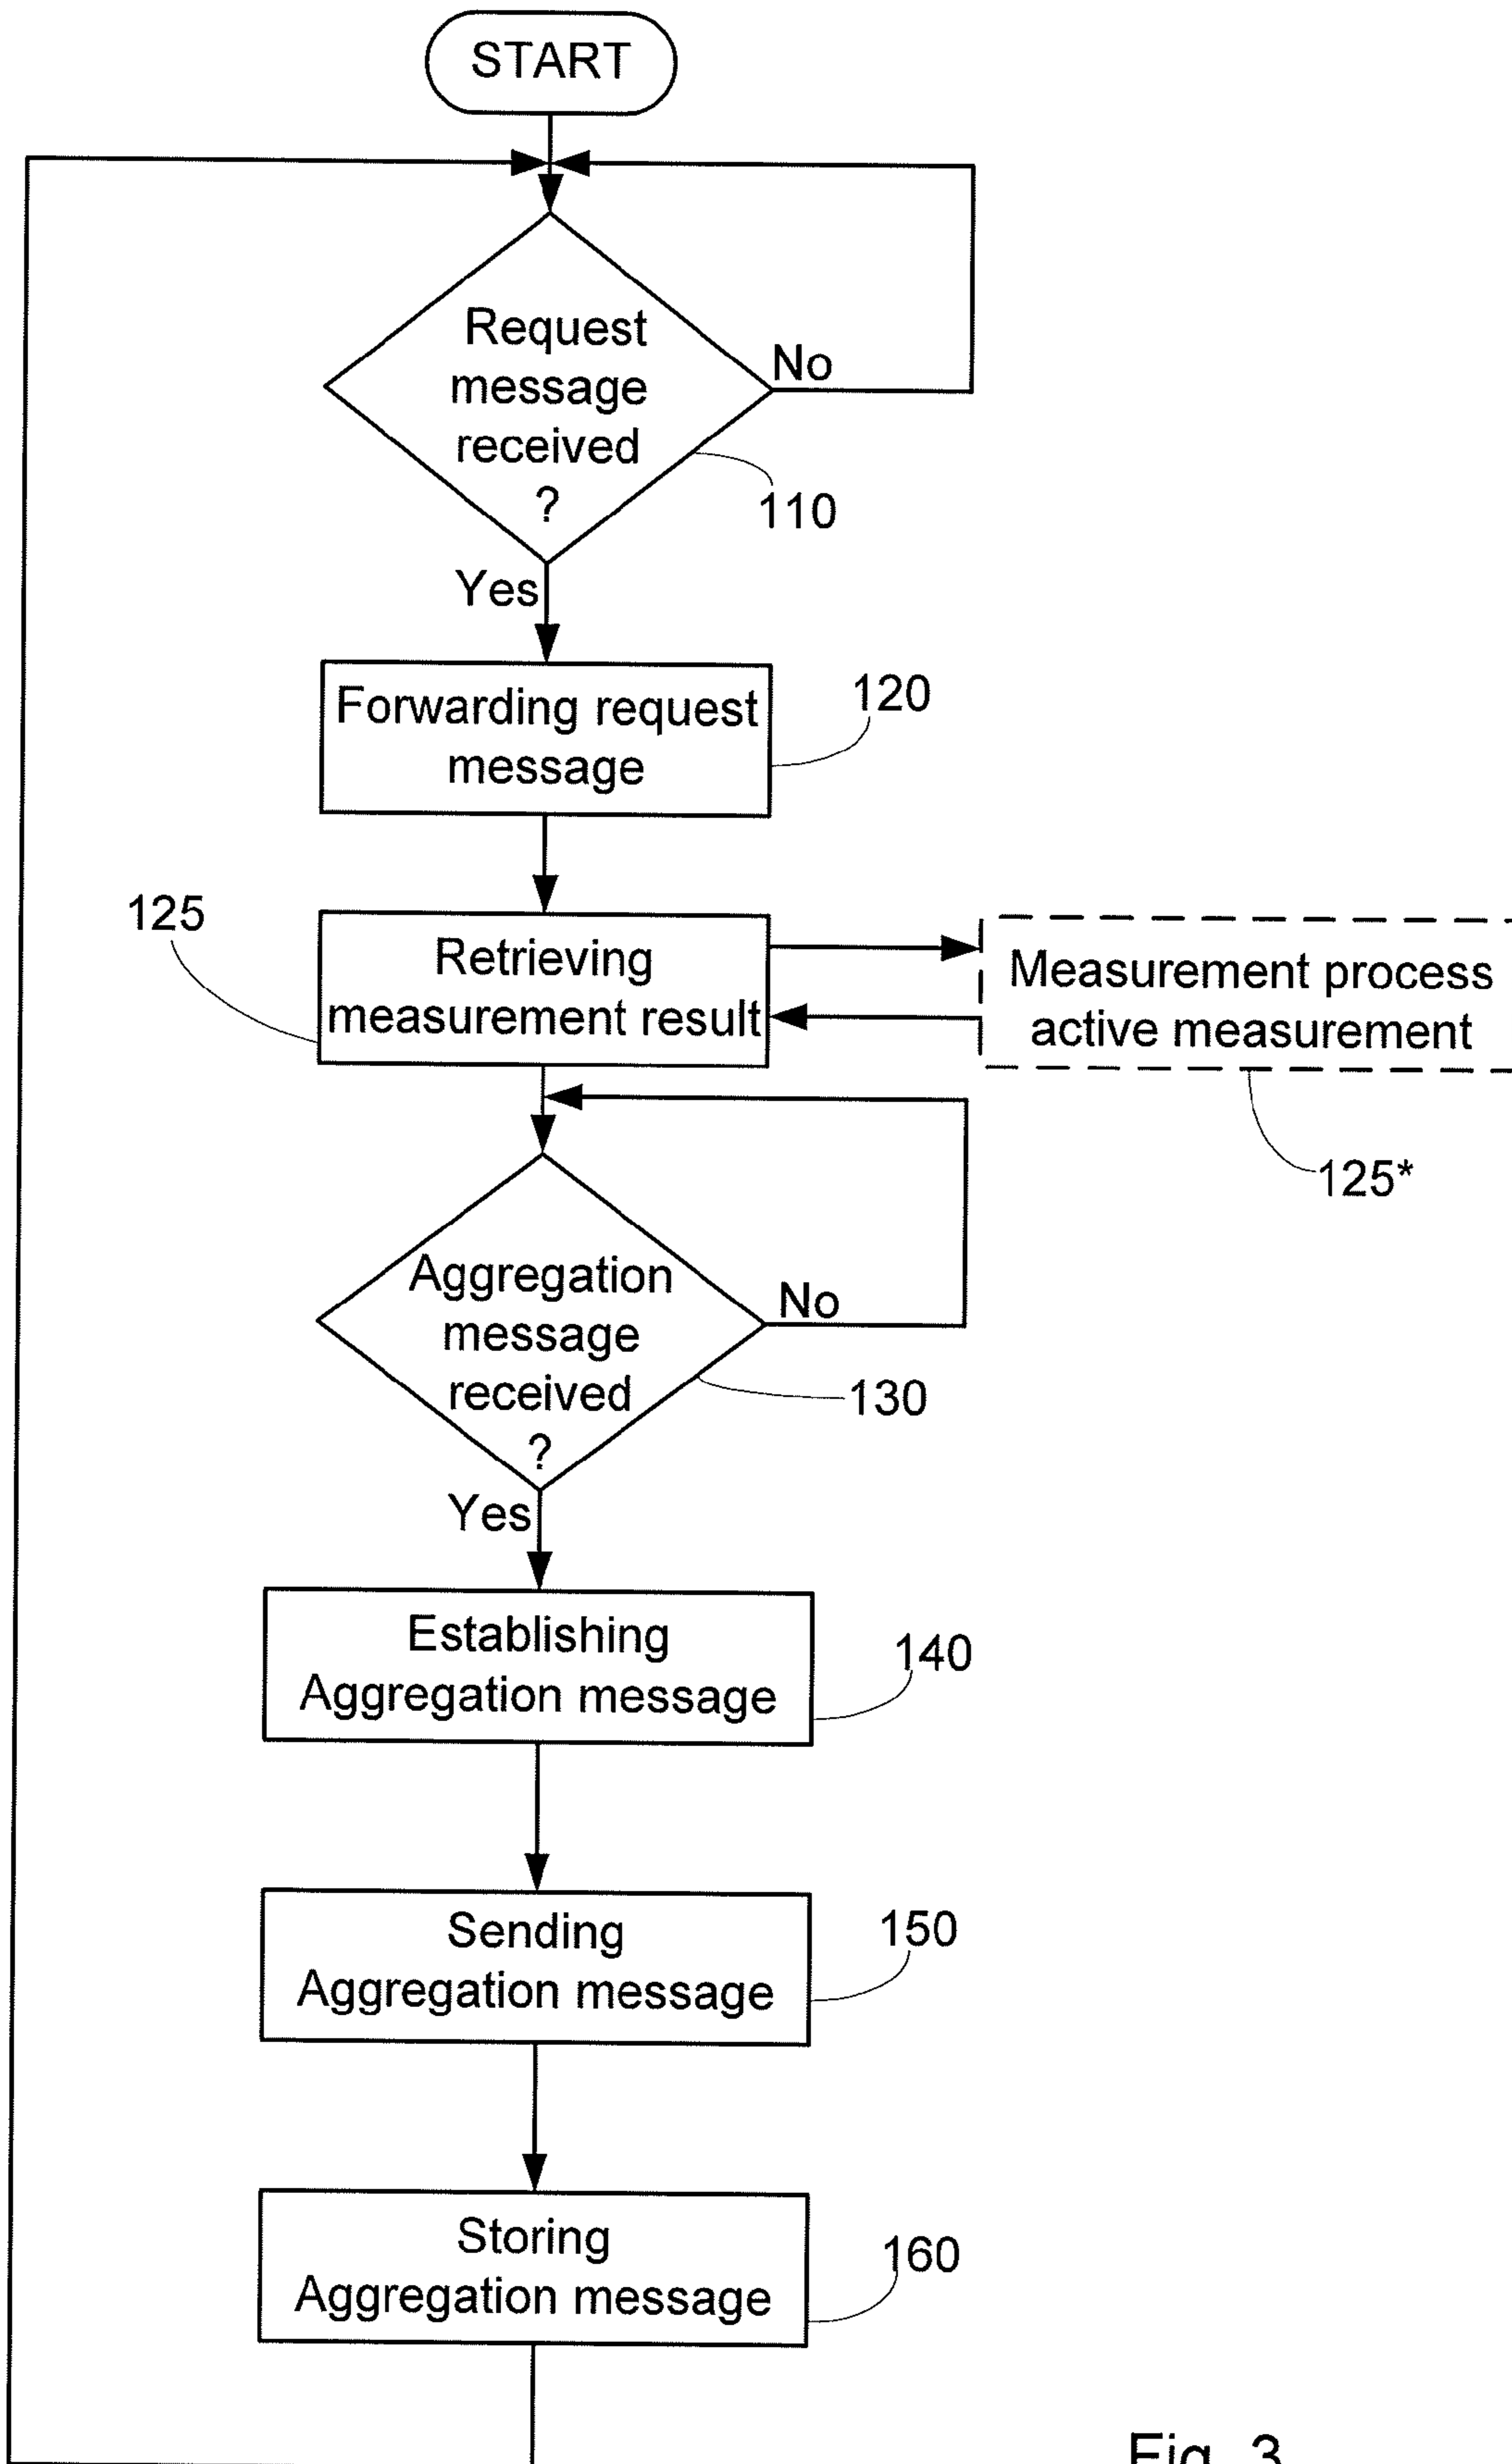 START
Request
message
received
?
No
110
Yes
Forwarding request
message
120
125
Retrieving
measurement result
Measurement process
active measurement
125*
Aggregation
message
received
?
No
130
Yes
Establishing
Aggregation message
140
Sending
Aggregation message
150
Storing
Aggregation message
160
Fig. 3